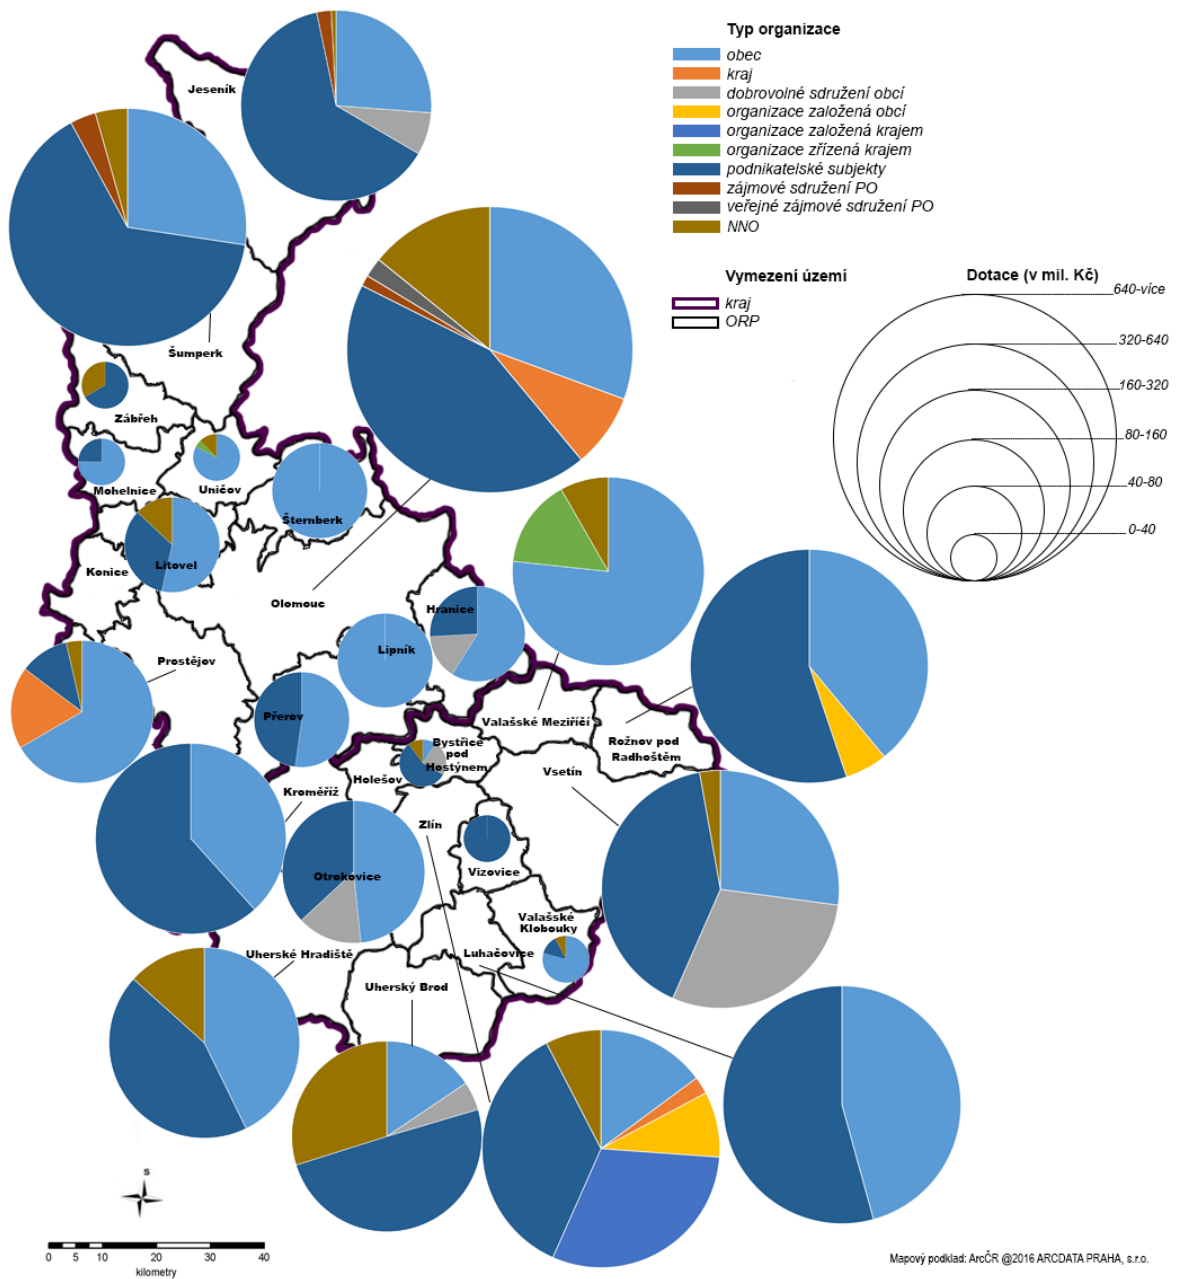 Typ organizace
obec
kraj
dobrovolné sdružení obcí
organizace založená obcí
organizace založená krajem
organizace zřízená krajem
podnikatelské subjekty
zájmové sdružení PO
veřejné zájmové sdružení PO
NNO
Vymezení území
kraj
ORP
Dotace (v mil. Kč)
640-více
320-640
160-320
80-160
40-80
0-40
Jeseník
Šumperk
Zábřeh
Mohelnice
Uničov
Šternberk
Litovel
Konice
Olomouc
Hranice
Lipník
Prostějov
Přerov
Valašské Meziříčí
Rožnov pod
Radhoštěm
Bystřice
pod
Hostýnem
Holešov
Vsetín
Kroměříž
Zlín
Otrokovice
Vizovice
Valašské
Klobouky
Luhačovice
Uherské Hradiště
Uherský Brod
S
0 5 10 20 30 40
kilometry
Mapový podklad: ArcČR @2016 ARCDATA PRAHA, s.r.o.